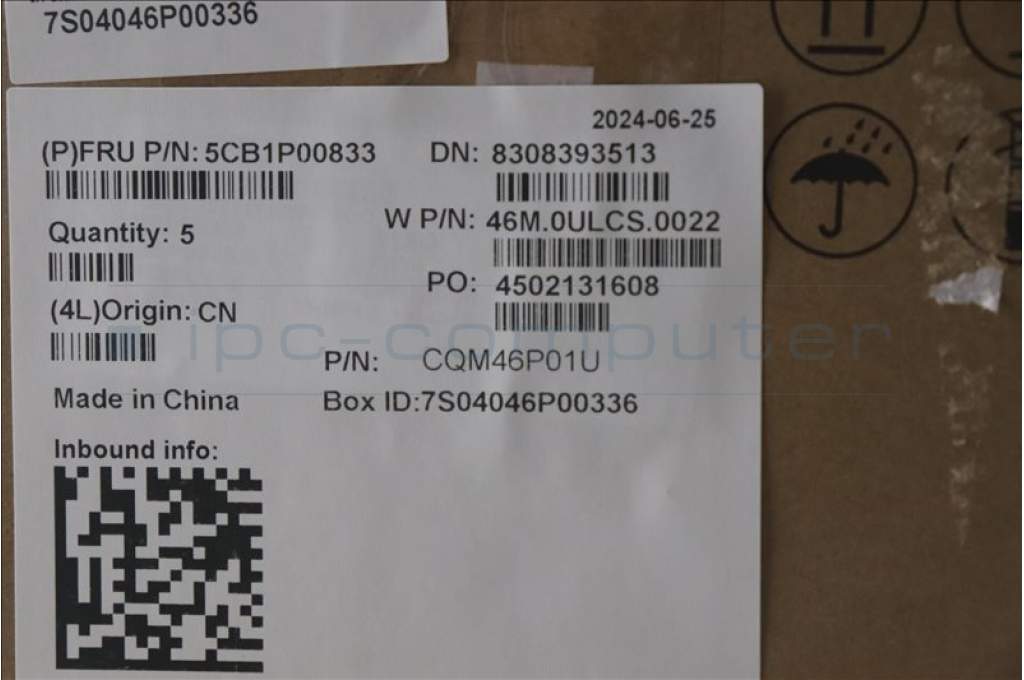 7S04046P00336
2024-06-25
(P)FRU P/N: 5CB1P00833 DN: 8308393513
W P/N: 46M.0ULCS.0022
Quantity: 5
PO: 4502131608
(4L)Origin: CN
ipc-computer
P/N: CQM46P01U
Made in China Box ID:7S04046P00336
Inbound info: